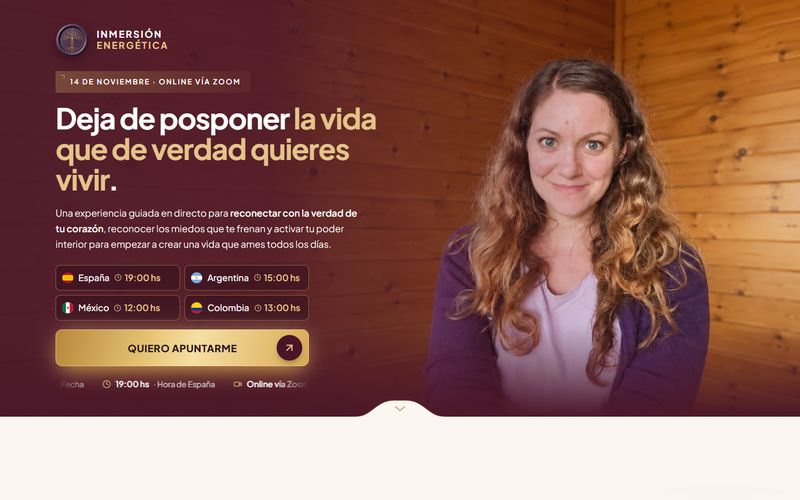 INMERSIÓN
ENERGÉTICA
14 DE NOVIEMBRE · ONLINE VÍA ZOOM
Deja de posponer la vida
que de verdad quieres
vivir.
Una experiencia guiada en directo para reconectar con la verdad de
tu corazón, reconocer los miedos que te frenan y activar tu poder
interior para empezar a crear una vida que ames todos los días.
España 19:00 hs
Argentina 15:00 hs
México 12:00 hs
Colombia 13:00 hs
QUIERO APUNTARME
Fecha 19:00 hs · Hora de España Online vía Zoom